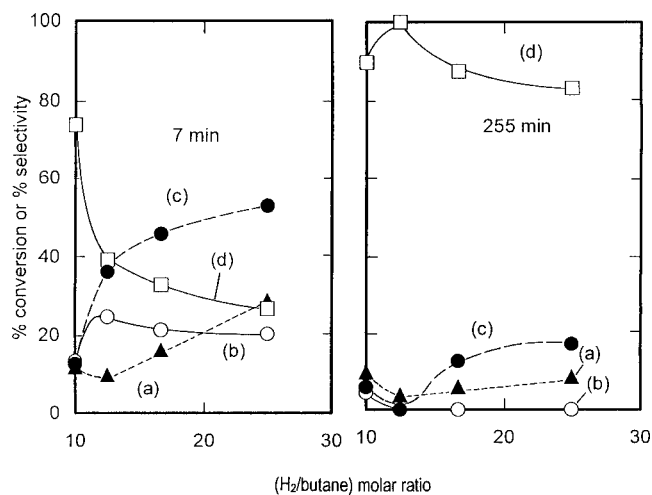 % conversion or % selectivity
100
80
60
40
20
0
7 min
(c)
(d)
(b)
(a)
10
20
30
(d)
255 min
(c)
(a)
(b)
10
20
30
(H₂/butane) molar ratio